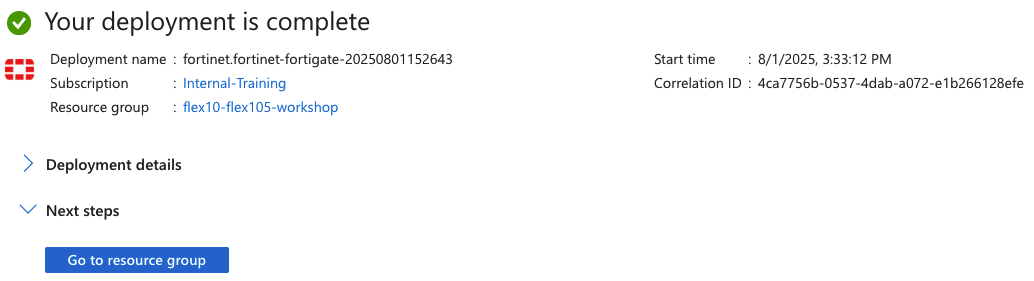 Your deployment is complete
Deployment name : fortinet.fortinet-fortigate-20250801152643
Subscription : Internal-Training
Resource group : flex10-flex105-workshop
Start time : 8/1/2025, 3:33:12 PM
Correlation ID : 4ca7756b-0537-4dab-a072-e1b266128efe
Deployment details
Next steps
Go to resource group